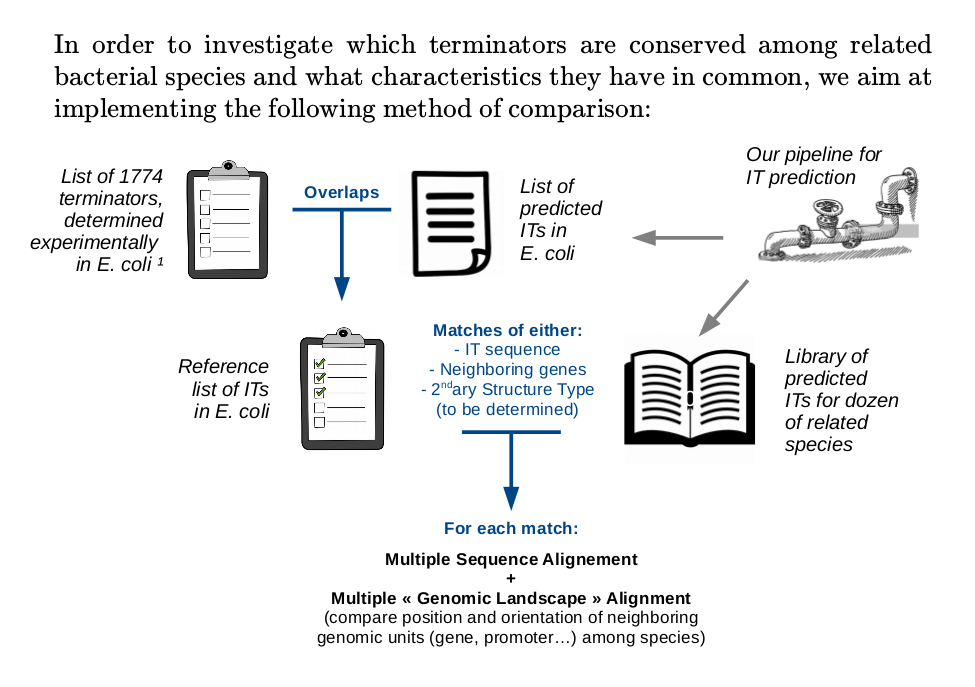 In order to investigate which terminators are conserved among related
bacterial species and what characteristics they have in common, we aim at
implementing the following method of comparison:
List of 1774
terminators,
determined
experimentally
in E. coli ¹
Overlaps
List of
predicted
ITs in
E. coli
Our pipeline for
IT prediction
Reference
list of ITs
in E. coli
Matches of either:
- IT sequence
- Neighboring genes
- 2ⁿᵈary Structure Type
(to be determined)
0
Library of
predicted
ITs for dozen
of related
species
For each match:
Multiple Sequence Alignement
+
Multiple « Genomic Landscape » Alignment
(compare position and orientation of neighboring
genomic units (gene, promoter…) among species)